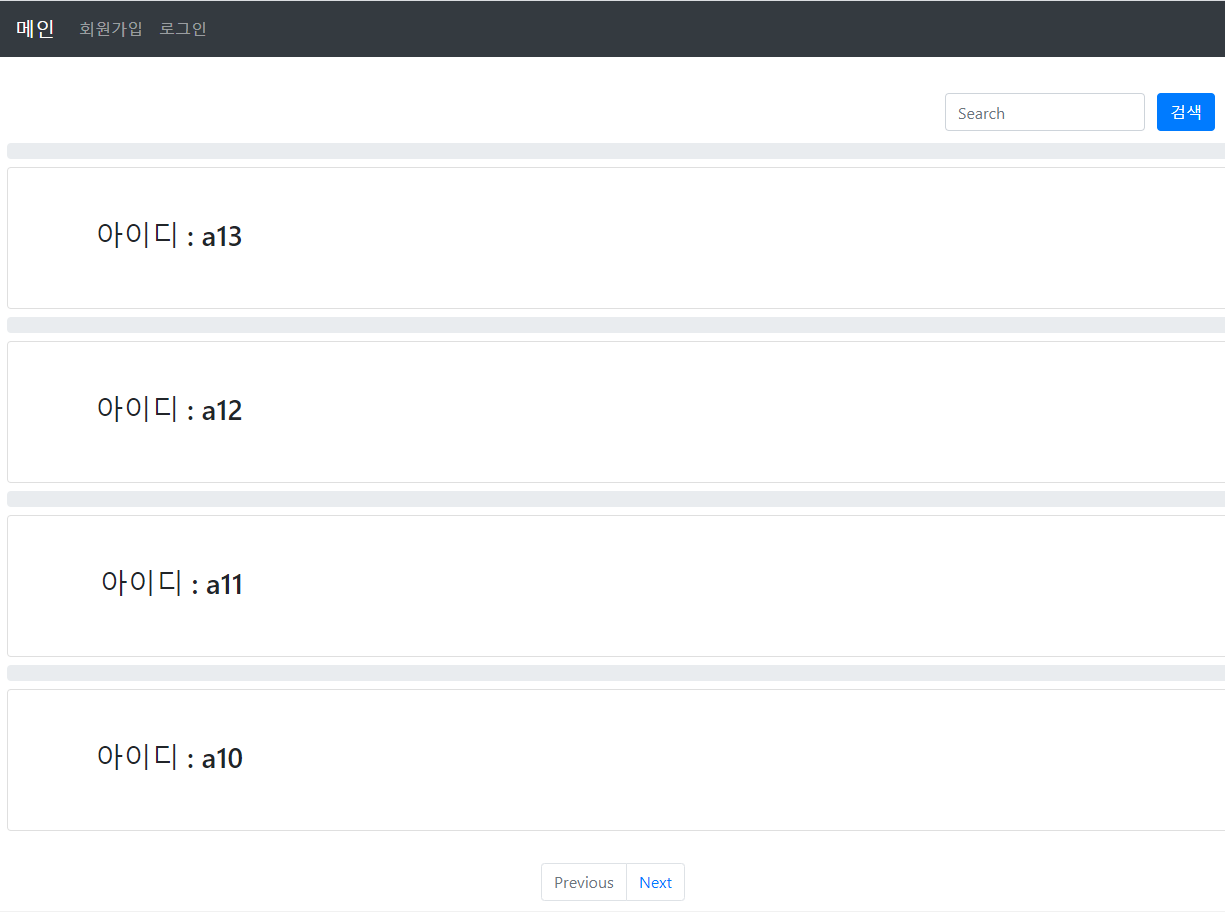 메인 회원가입 로그인
Search 검색
아이디 : a13
아이디 : a12
아이디 : a11
아이디 : a10
Previous Next